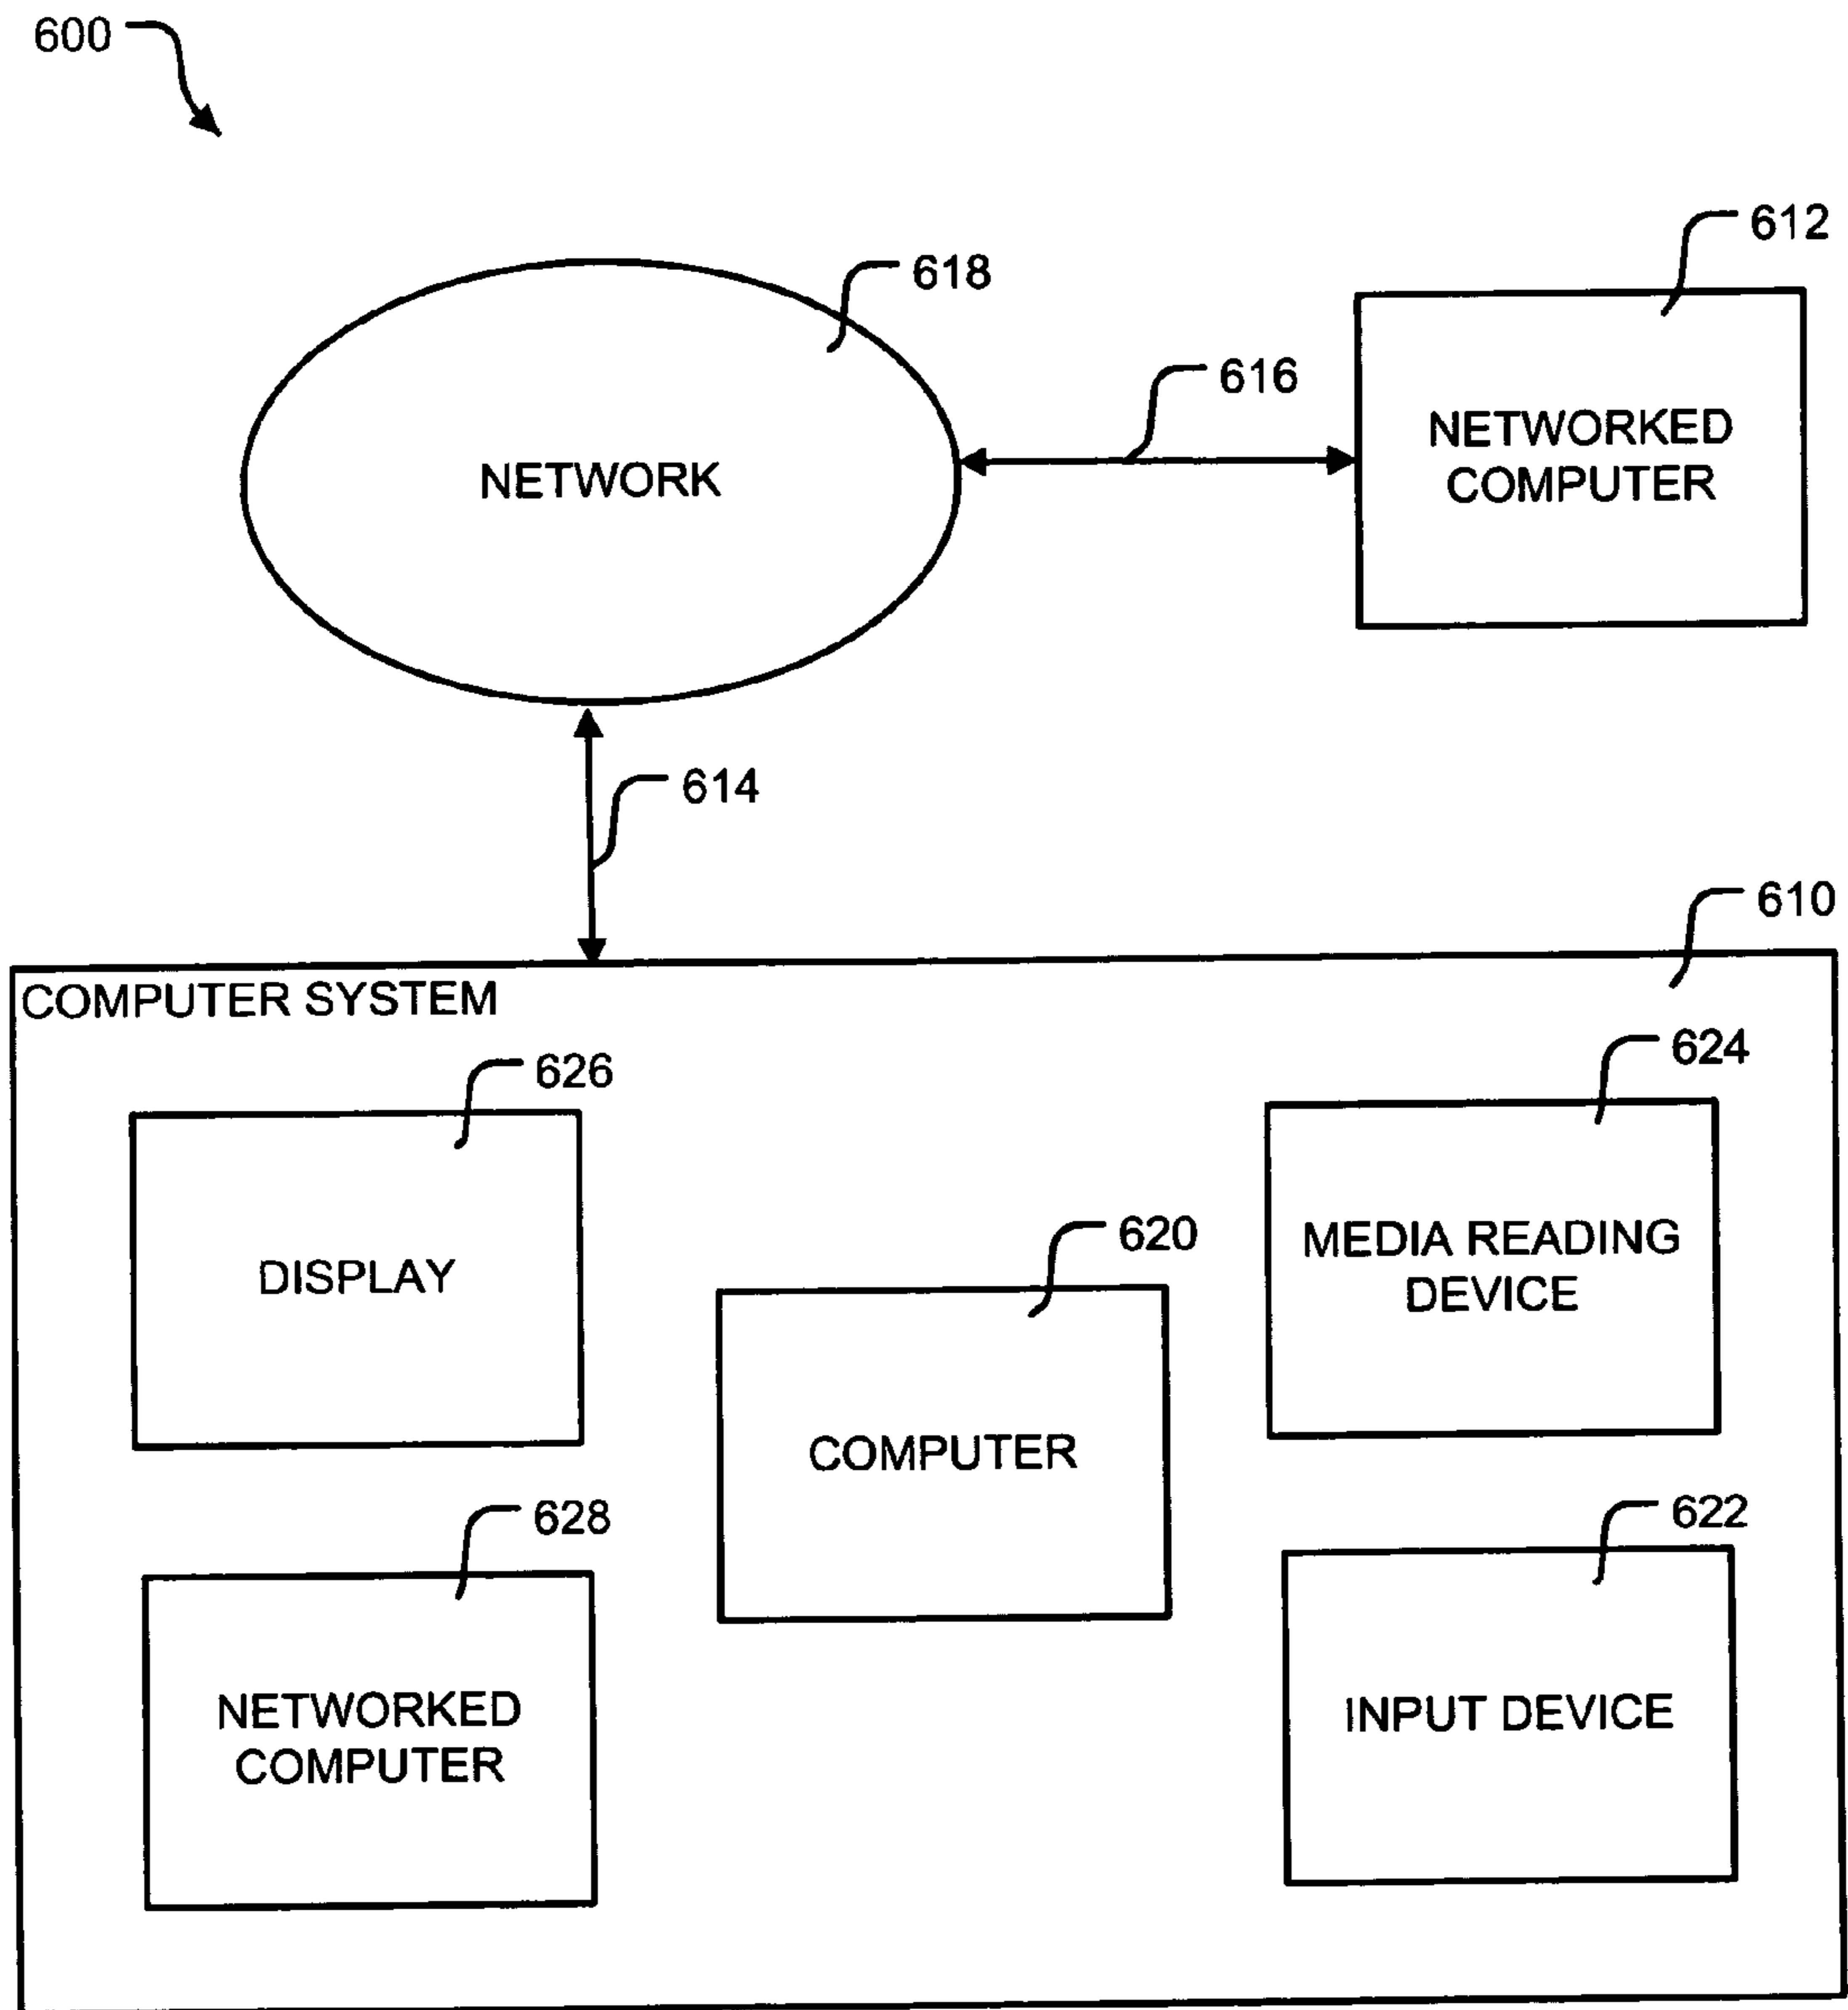 600
612
618
616
NETWORKED
COMPUTER
NETWORK
614
610
COMPUTER SYSTEM
626
624
DISPLAY
MEDIA READING
DEVICE
620
COMPUTER
628
622
NETWORKED
COMPUTER
INPUT DEVICE